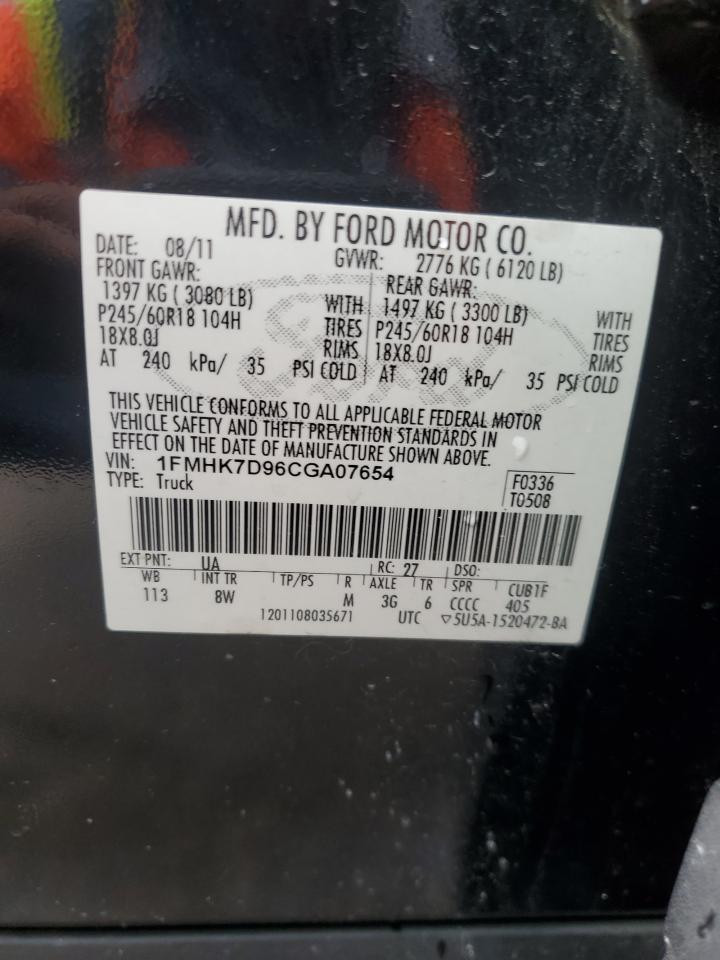 MFD. BY FORD MOTOR CO.
DATE: 08/11 GVWR: 2776 KG ( 6120 LB)
FRONT GAWR: REAR GAWR:
1397 KG ( 3080 LB) WITH 1497 KG ( 3300 LB) WITH
P245/60R18 104H TIRES P245/60R18 104H TIRES
18X8.0J RIMS 18X8.0J RIMS
AT 240 kPa/ 35 PSI COLD AT 240 kPa/ 35 PSI COLD
THIS VEHICLE CONFORMS TO ALL APPLICABLE FEDERAL MOTOR
VEHICLE SAFETY AND THEFT PREVENTION STANDARDS IN
EFFECT ON THE DATE OF MANUFACTURE SHOWN ABOVE.
VIN: 1FMHK7D96CGA07654 F0336
TYPE: Truck T0508
EXT PNT: UA RC: 27 DSO:
WB INT TR TP/PS R AXLE TR SPR CUB1F
113 8W M 3G 6 CCCC 405
1201108035671 UTC ▽5U5A-1520472-BA